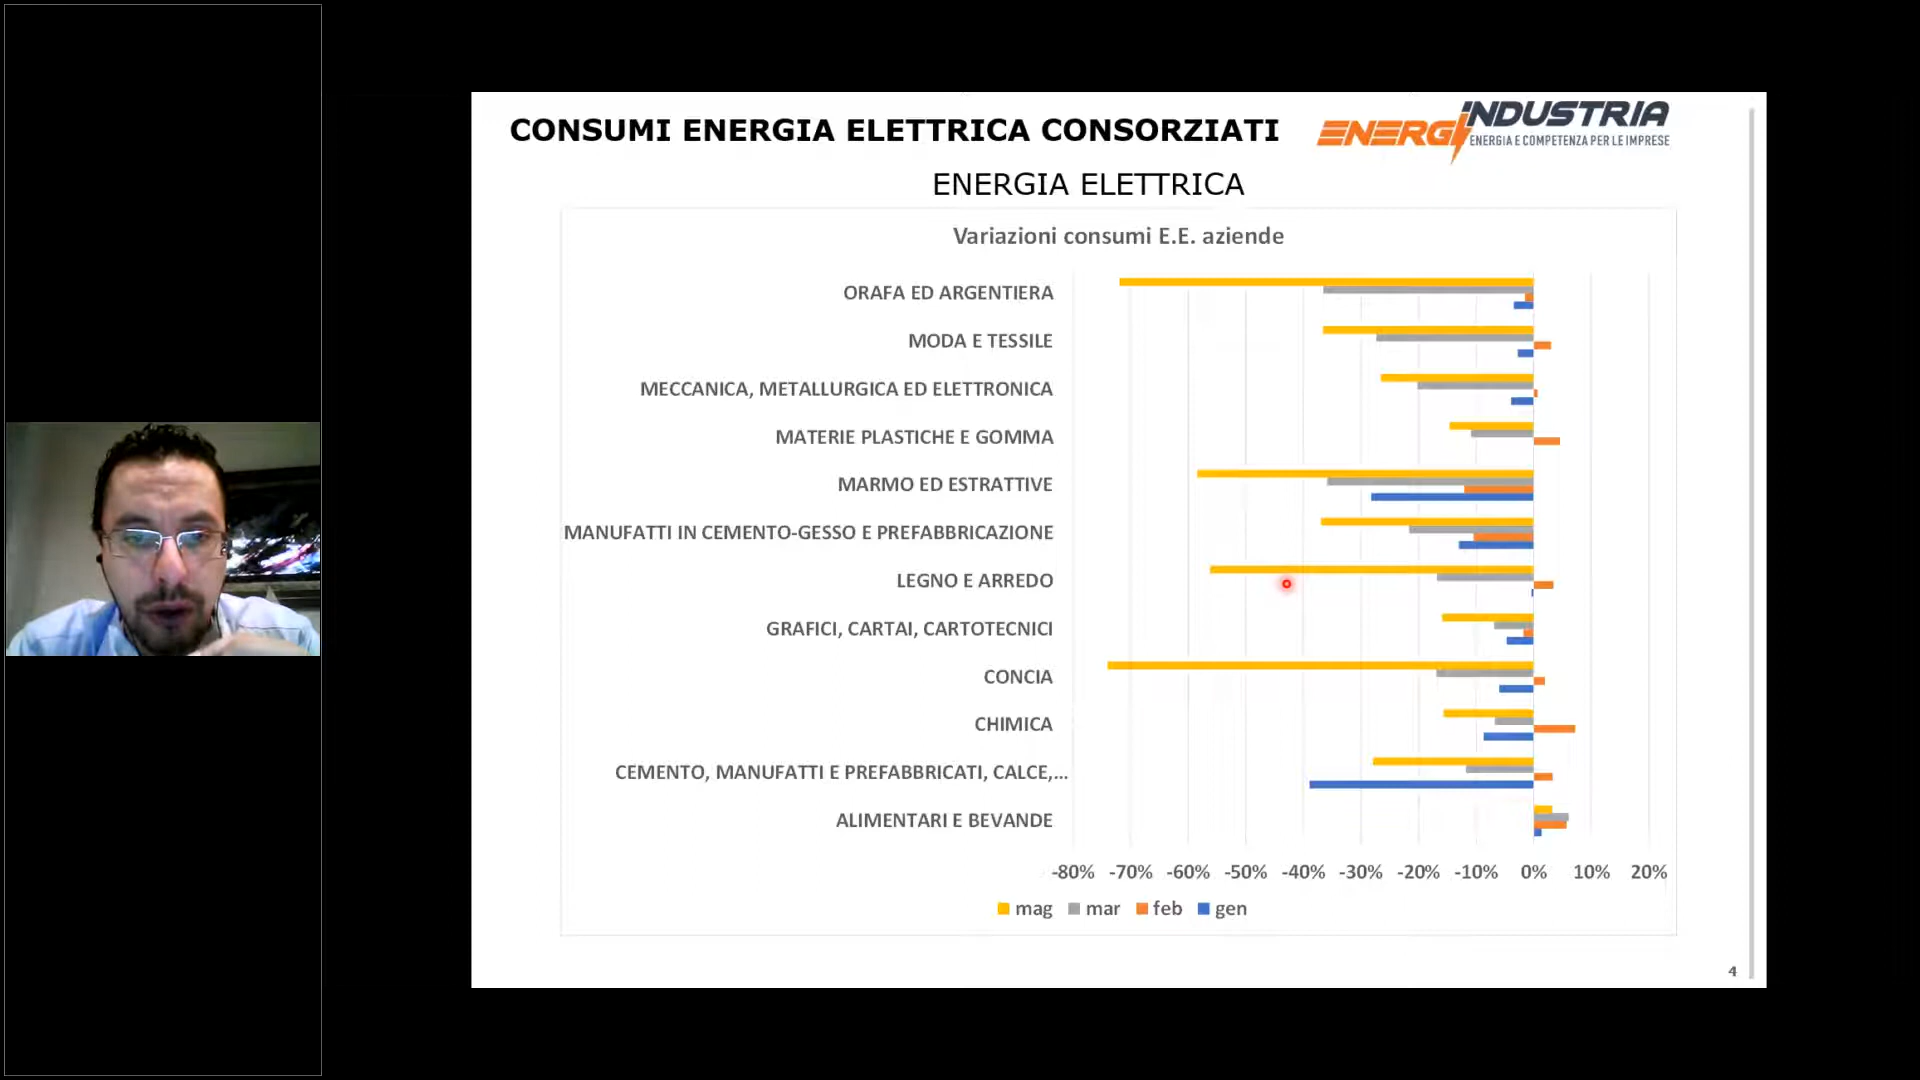 CONSUMI ENERGIA ELETTRICA CONSORZIATI
ENERGINDUSTRIA
ENERGIA E COMPETENZA PER LE IMPRESE
ENERGIA ELETTRICA
Variazioni consumi E.E. aziende
ORAFA ED ARGENTIERA
MODA E TESSILE
MECCANICA, METALLURGICA ED ELETTRONICA
MATERIE PLASTICHE E GOMMA
MARMO ED ESTRATTIVE
MANUFATTI IN CEMENTO-GESSO E PREFABBRICAZIONE
LEGNO E ARREDO
GRAFICI, CARTAI, CARTOTECNICI
CONCIA
CHIMICA
CEMENTO, MANUFATTI E PREFABBRICATI, CALCE,...
ALIMENTARI E BEVANDE
-80% -70% -60% -50% -40% -30% -20% -10% 0% 10% 20%
mag mar feb gen
4